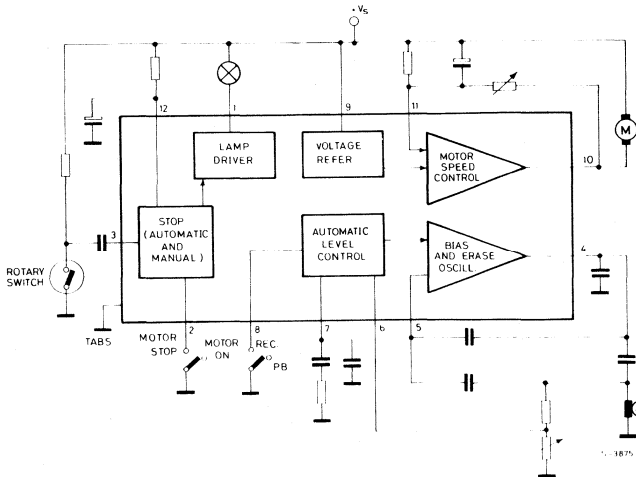 + Vs
12
1
9
11
LAMP
DRIVER
VOLTAGE
REFER
MOTOR
SPEED
CONTROL
M
10
3
STOP
(AUTOMATIC
AND
MANUAL)
AUTOMATIC
LEVEL
CONTROL
BIAS
AND ERASE
OSCILL.
4
ROTARY
SWITCH
TABS
MOTOR
STOP
2
MOTOR
ON
8
REC.
PB
7
6
5
S-3875